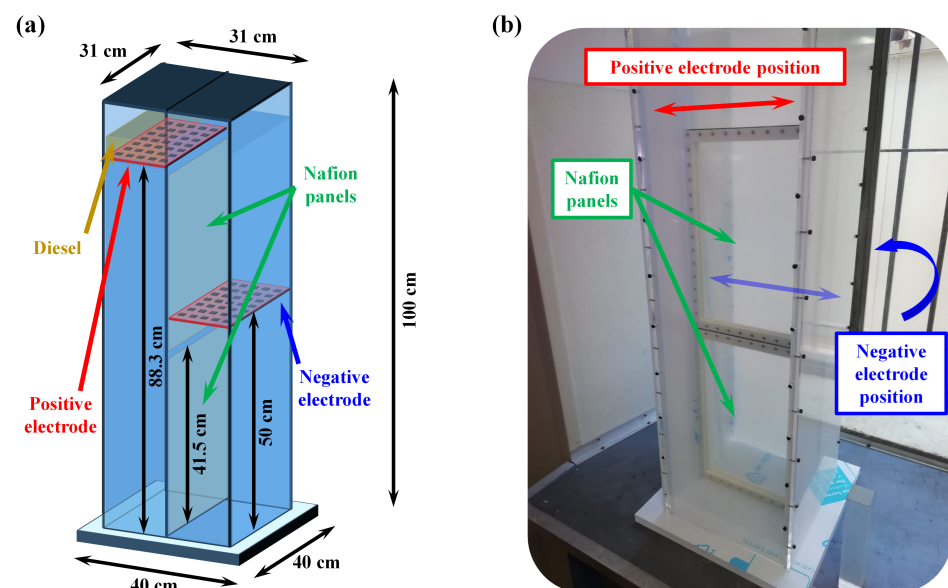 (a)
31 cm
31 cm
Nafion
panels
Diesel
100 cm
88.3 cm
Positive
electrode
41.5 cm
50 cm
Negative
electrode
40 cm
40 cm
(b)
Positive electrode position
Nafion
panels
Negative
electrode
position